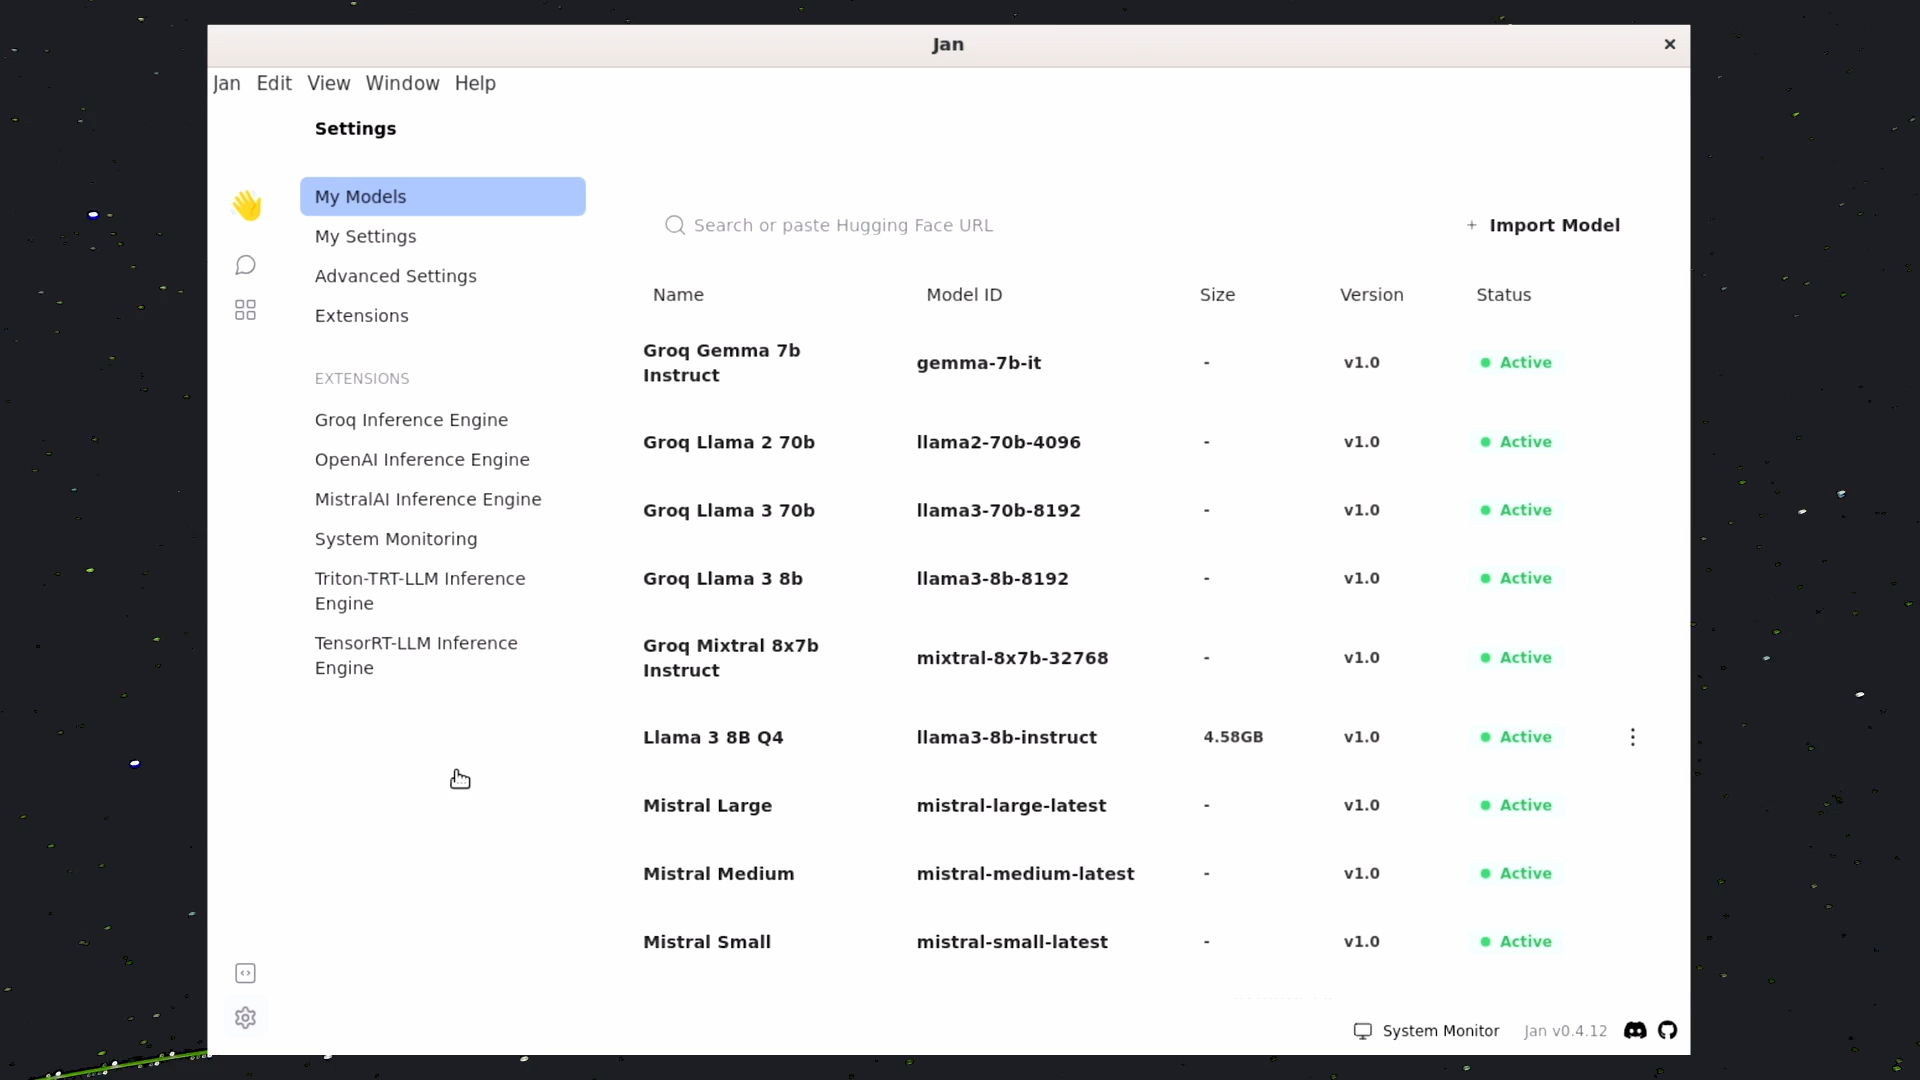 Jan
Jan Edit View Window Help
Settings
My Models
My Settings
Advanced Settings
Extensions
EXTENSIONS
Groq Inference Engine
OpenAI Inference Engine
MistralAI Inference Engine
System Monitoring
Triton-TRT-LLM Inference
Engine
TensorRT-LLM Inference
Engine
Search or paste Hugging Face URL
+ Import Model
Name Model ID Size Version Status
Groq Gemma 7b
Instruct
gemma-7b-it - v1.0 Active
Groq Llama 2 70b llama2-70b-4096 - v1.0 Active
Groq Llama 3 70b llama3-70b-8192 - v1.0 Active
Groq Llama 3 8b llama3-8b-8192 - v1.0 Active
Groq Mixtral 8x7b
Instruct
mixtral-8x7b-32768 - v1.0 Active
Llama 3 8B Q4 llama3-8b-instruct 4.58GB v1.0 Active
Mistral Large mistral-large-latest - v1.0 Active
Mistral Medium mistral-medium-latest - v1.0 Active
Mistral Small mistral-small-latest - v1.0 Active
System Monitor Jan v0.4.12